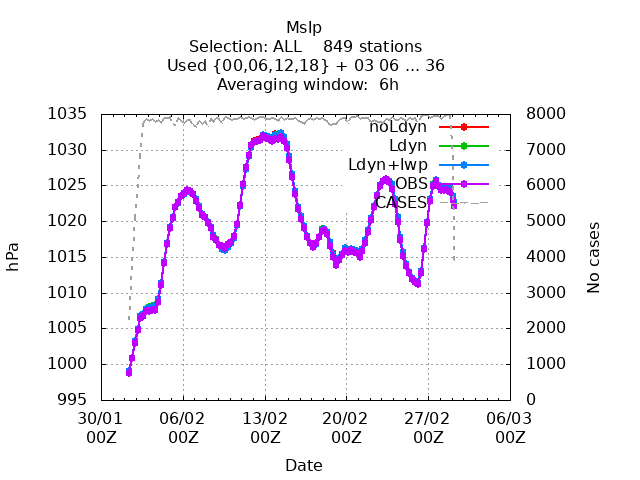 Mslp
Selection: ALL 849 stations
Used {00,06,12,18} + 03 06 ... 36
Averaging window: 6h
1035
1030
1025
1020
1015
1010
1005
1000
995
hPa
8000
7000
6000
5000
4000
3000
2000
1000
0
No cases
noLdyn
Ldyn
Ldyn+lwp
OBS
CASES
30/01 06/02 13/02 20/02 27/02 06/03
00Z 00Z 00Z 00Z 00Z 00Z
Date